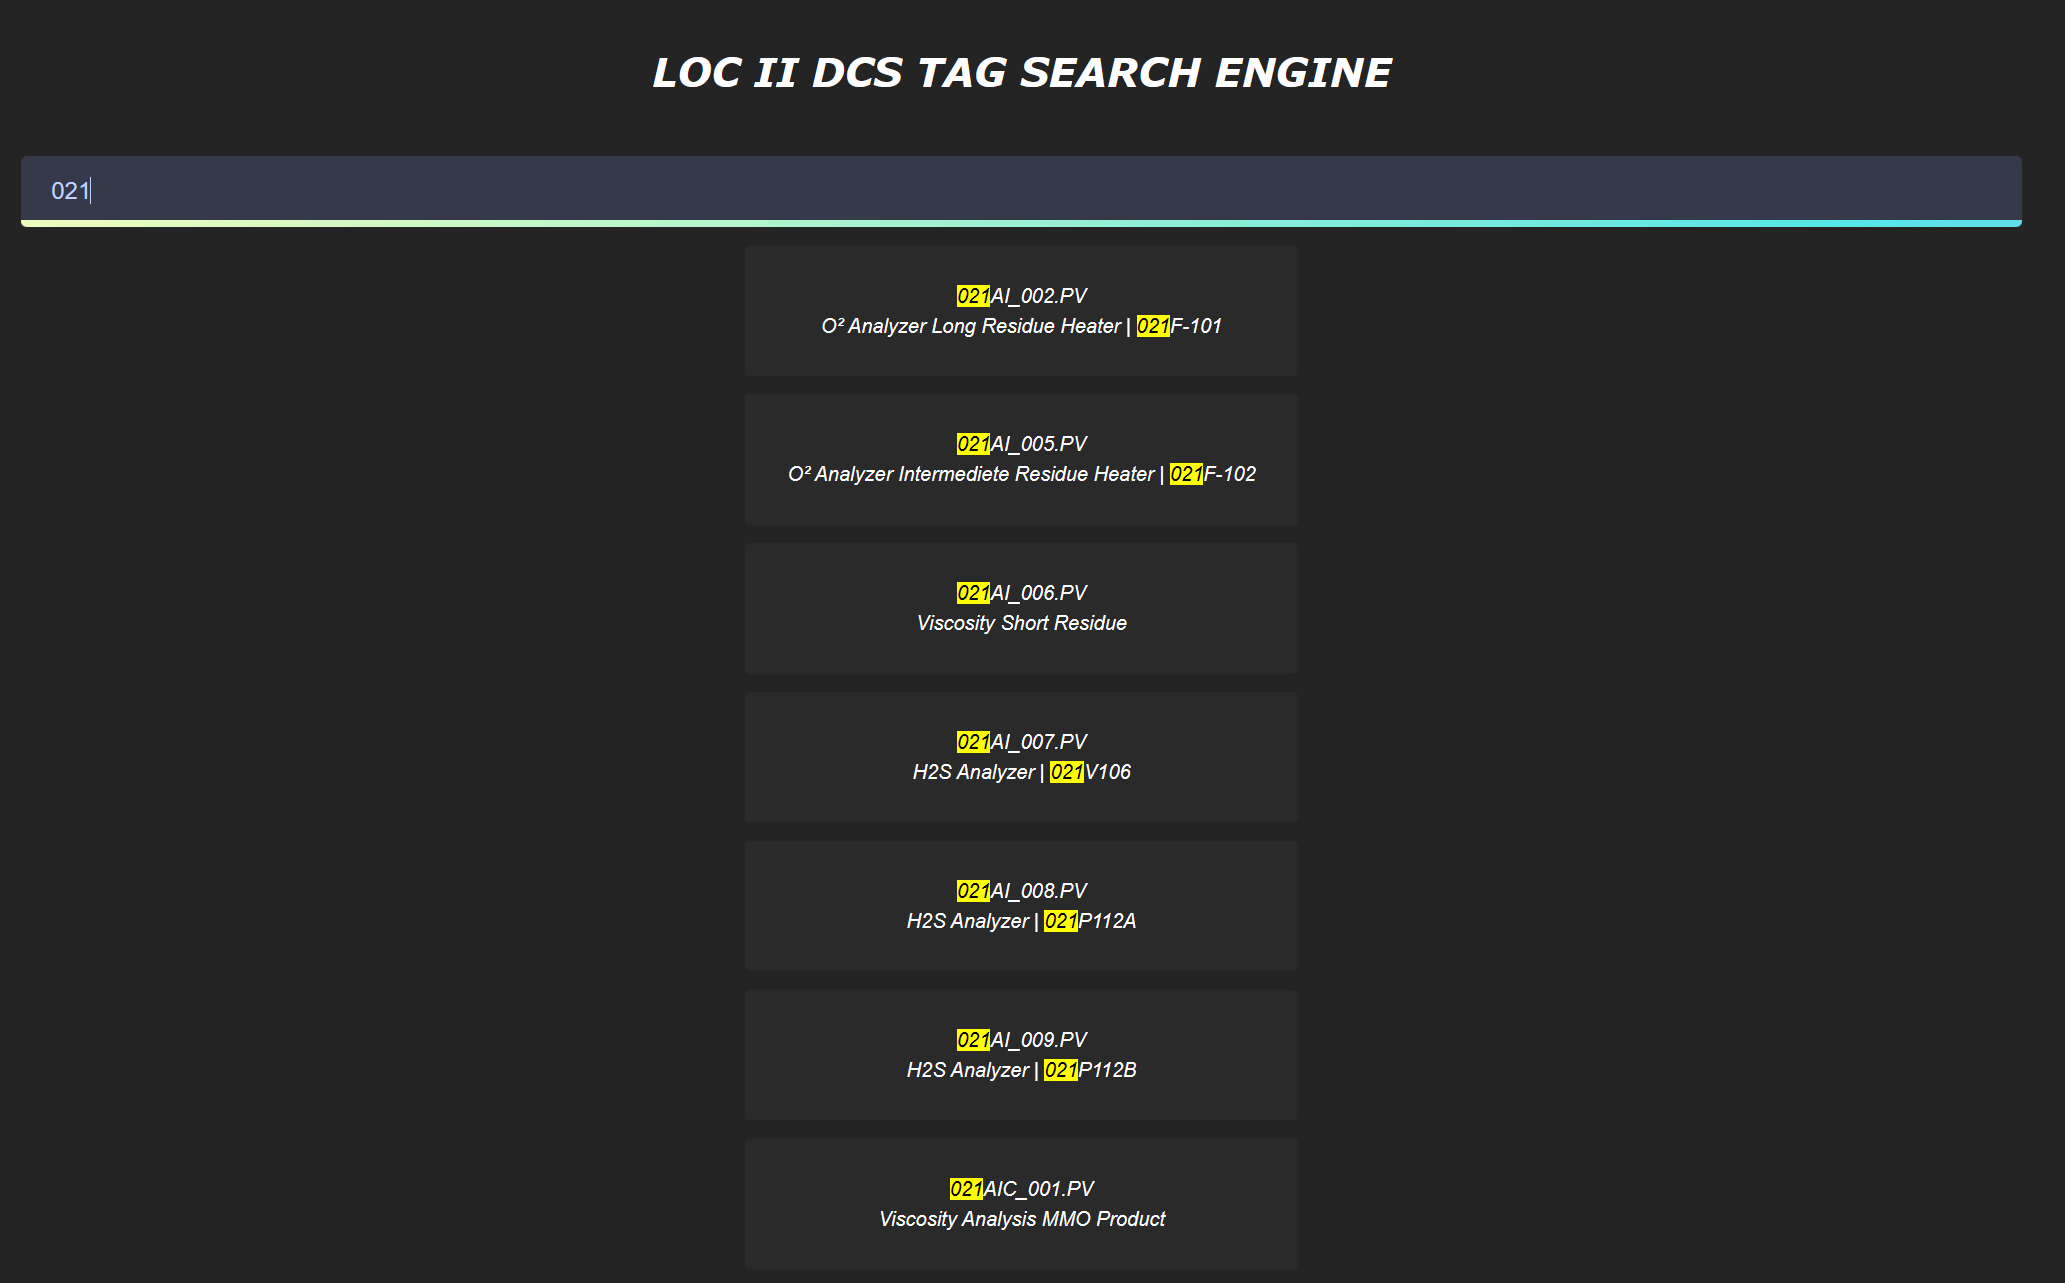 LOC II DCS TAG SEARCH ENGINE
021
021AI_002.PV
O² Analyzer Long Residue Heater | 021F-101
021AI_005.PV
O² Analyzer Intermediete Residue Heater | 021F-102
021AI_006.PV
Viscosity Short Residue
021AI_007.PV
H2S Analyzer | 021V106
021AI_008.PV
H2S Analyzer | 021P112A
021AI_009.PV
H2S Analyzer | 021P112B
021AIC_001.PV
Viscosity Analysis MMO Product